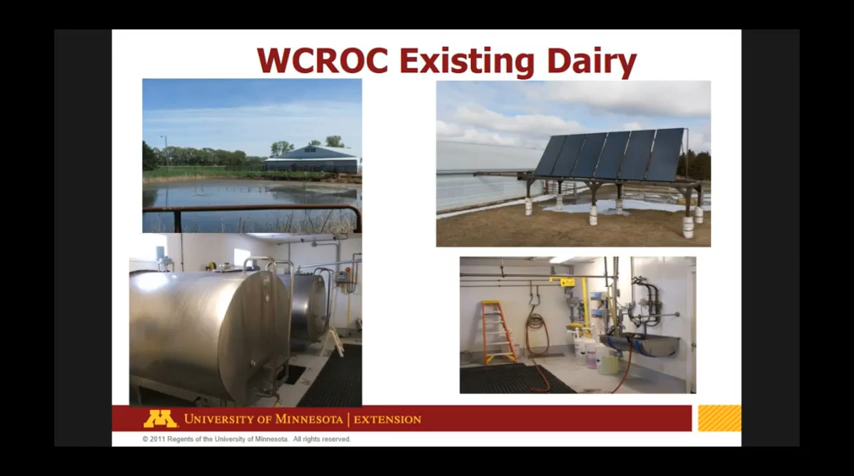 WCROC Existing Dairy
UNIVERSITY OF MINNESOTA | EXTENSION
© 2011 Regents of the University of Minnesota. All rights reserved.